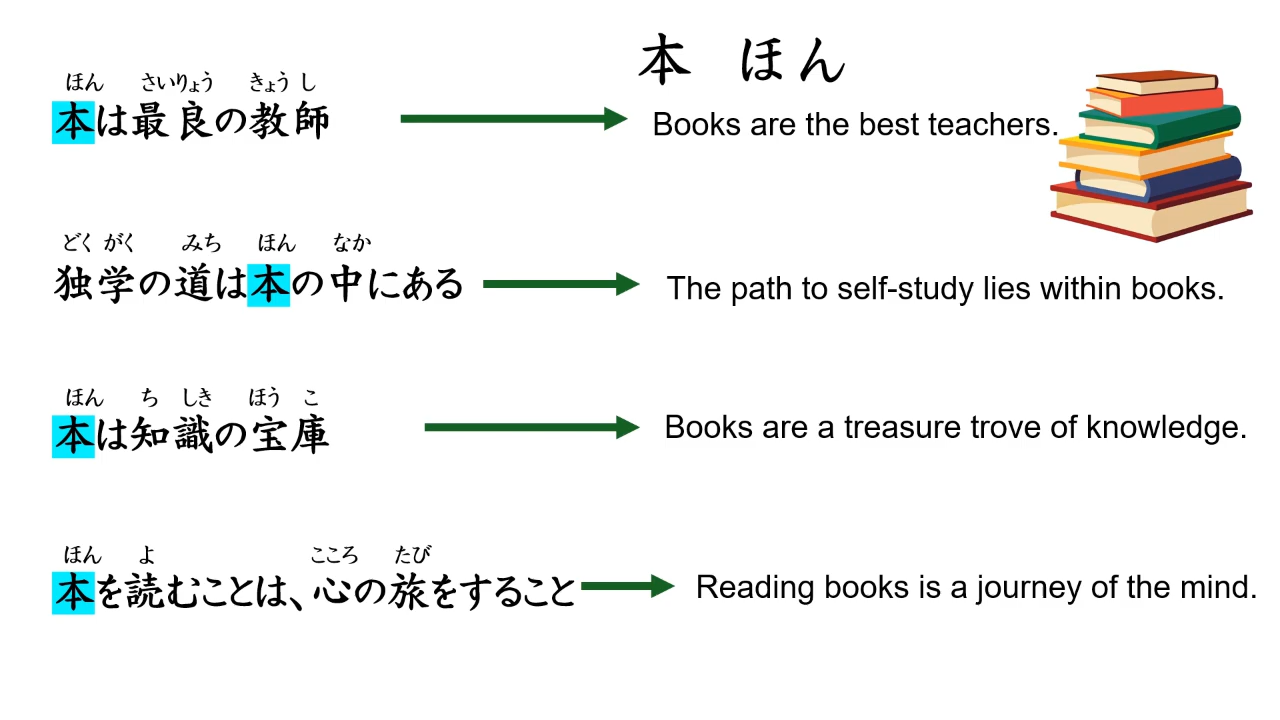 本 ほん
ほん さいりょう きょう し
本は最良の教師
Books are the best teachers.
どく がく みち ほん なか
独学の道は本の中にある
The path to self-study lies within books.
ほん ち しき ほう こ
本は知識の宝庫
Books are a treasure trove of knowledge.
ほん よ こころ たび
本を読むことは、心の旅をすること
Reading books is a journey of the mind.